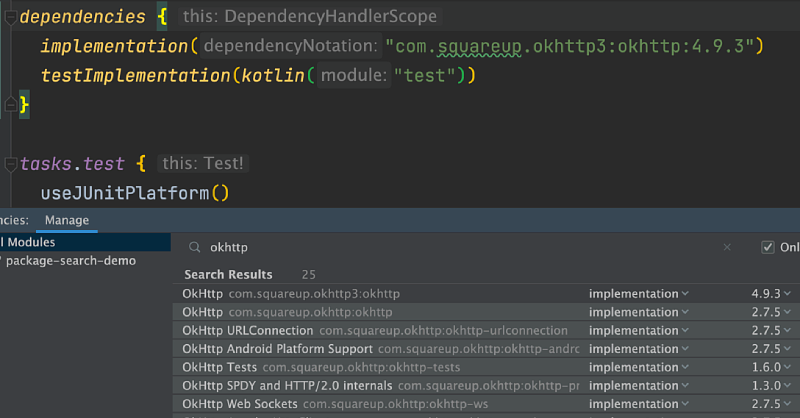 dependencies { this: DependencyHandlerScope
implementation( dependencyNotation: "com.squareup.okhttp3:okhttp:4.9.3")
testImplementation(kotlin( module: "test"))
}
tasks.test { this: Test!
useJUnitPlatform()
ncies: Manage
l Modules
package-search-demo
okhttp × Onl
Search Results 25
OkHttp com.squareup.okhttp3:okhttp implementation 4.9.3
OkHttp com.squareup.okhttp:okhttp implementation 2.7.5
OkHttp URLConnection com.squareup.okhttp:okhttp-urlconnection implementation 2.7.5
OkHttp Android Platform Support com.squareup.okhttp:okhttp-andro implementation 2.7.5
OkHttp Tests com.squareup.okhttp:okhttp-tests implementation 1.6.0
OkHttp SPDY and HTTP/2.0 internals com.squareup.okhttp:okhttp-pr implementation 1.3.0
OkHttp Web Sockets com.squareup.okhttp:okhttp-ws implementation 2.7.5